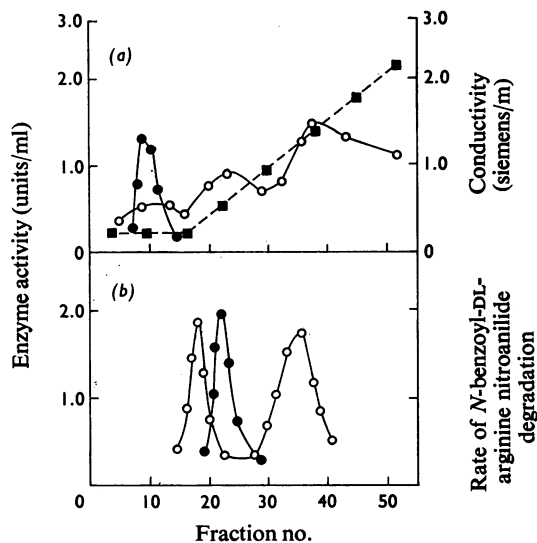 3.0
3.0
(a)
2.0
2.0
1.0
1.0
0
0
Enzyme activity (units/ml)
Conductivity
(siemens/m)
(b)
2.0
1.0
0
10
20
30
40
50
Fraction no.
Rate of N-benzoyl-DL-
arginine nitroanilide
degradation